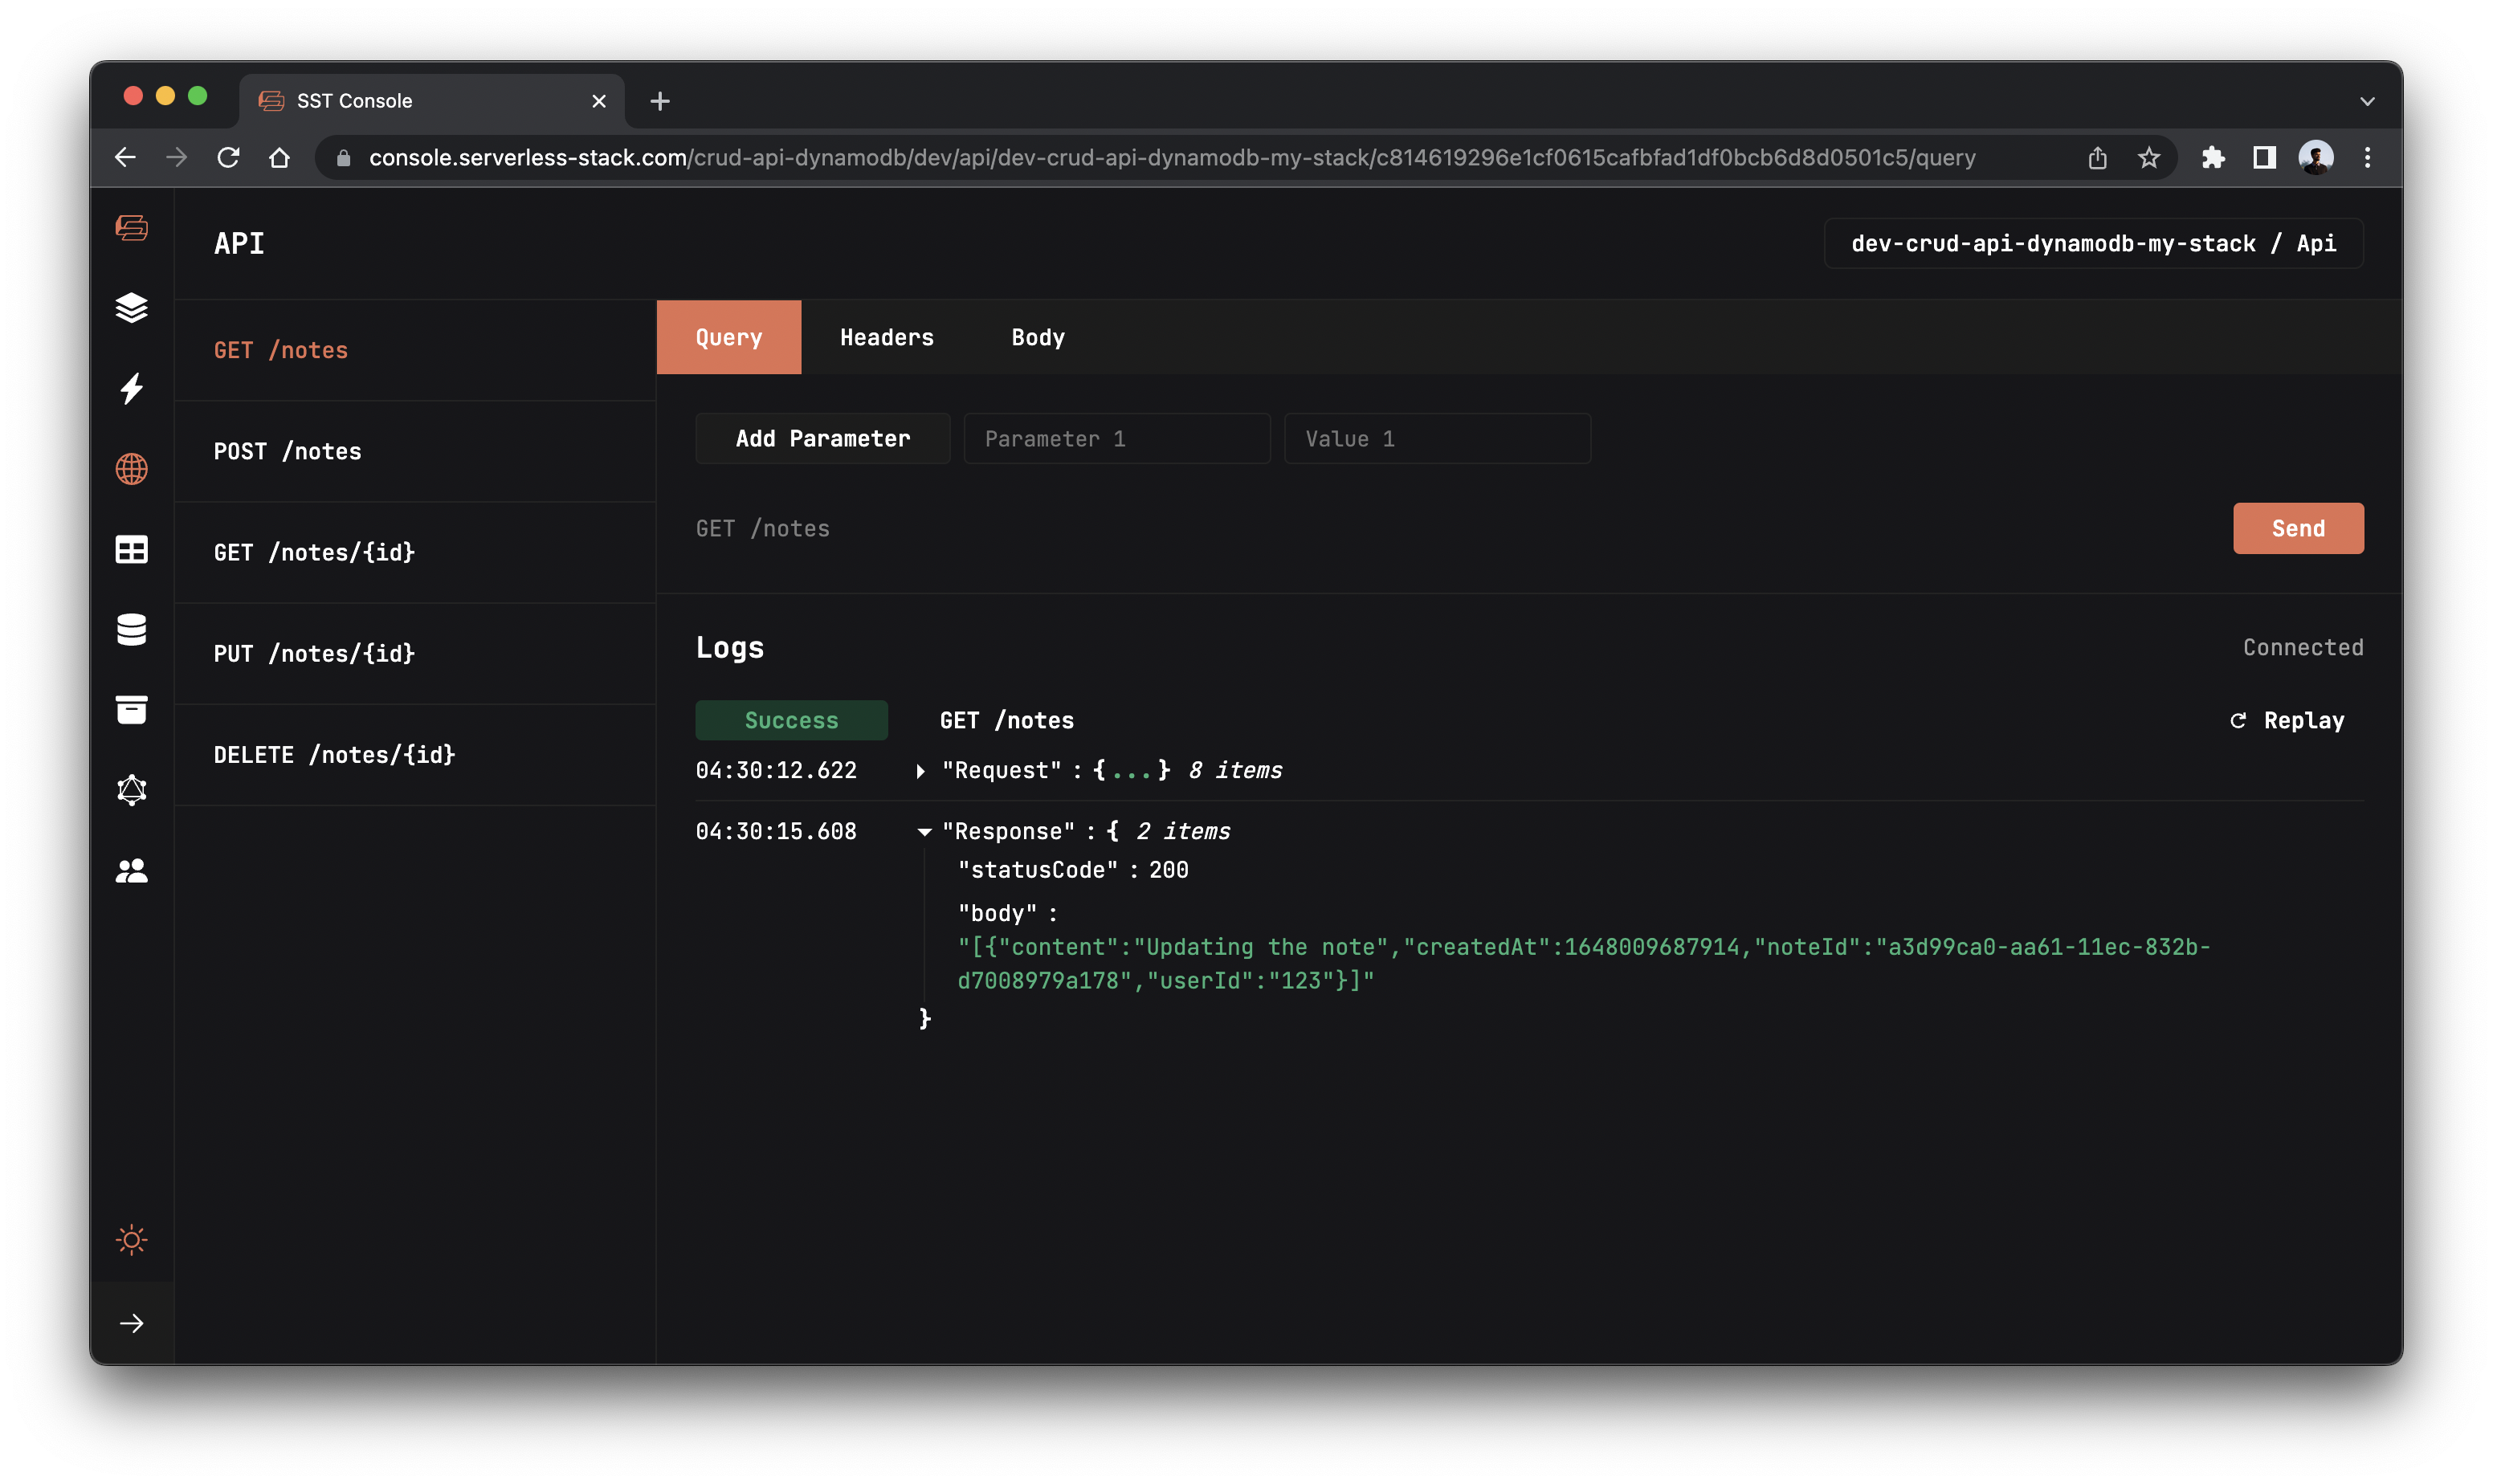 SST Console
console.serverless-stack.com/crud-api-dynamodb/dev/api/dev-crud-api-dynamodb-my-stack/c814619296e1cf0615cafbfad1df0bcb6d8d0501c5/query
API
dev-crud-api-dynamodb-my-stack / Api
GET /notes
POST /notes
GET /notes/{id}
PUT /notes/{id}
DELETE /notes/{id}
Query Headers Body
Add Parameter Parameter 1 Value 1
GET /notes Send
Logs Connected
Success GET /notes Replay
04:30:12.622 "Request" : {...} 8 items
04:30:15.608 "Response" : { 2 items
"statusCode" : 200
"body" :
"[{"content":"Updating the note","createdAt":1648009687914,"noteId":"a3d99ca0-aa61-11ec-832b-
d7008979a178","userId":"123"}]"
}